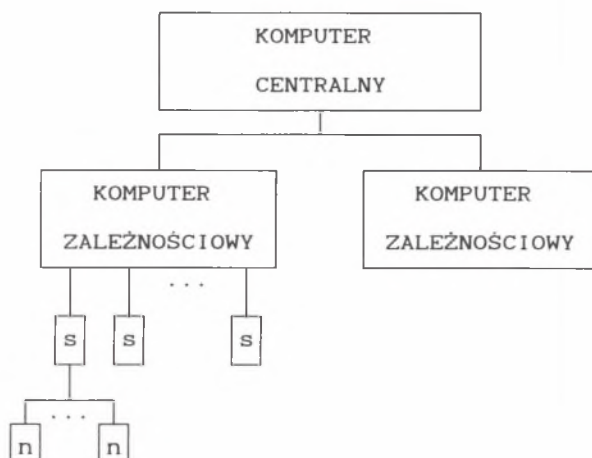 KOMPUTER
CENTRALNY
KOMPUTER
ZALEŻNOŚCIOWY
KOMPUTER
ZALEŻNOŚCIOWY
. . .
s s s
. . .
n n